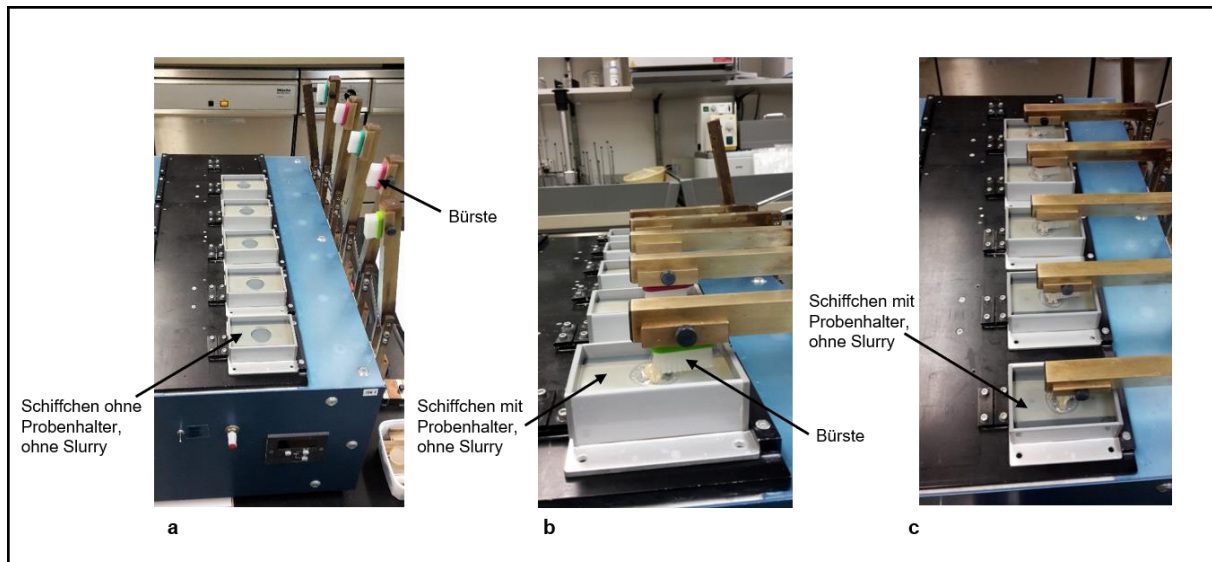 Bürste
Schiffchen ohne
Probenhalter,
ohne Slurry
a
Schiffchen mit
Probenhalter,
ohne Slurry
Bürste
b
Schiffchen mit
Probenhalter,
ohne Slurry
c